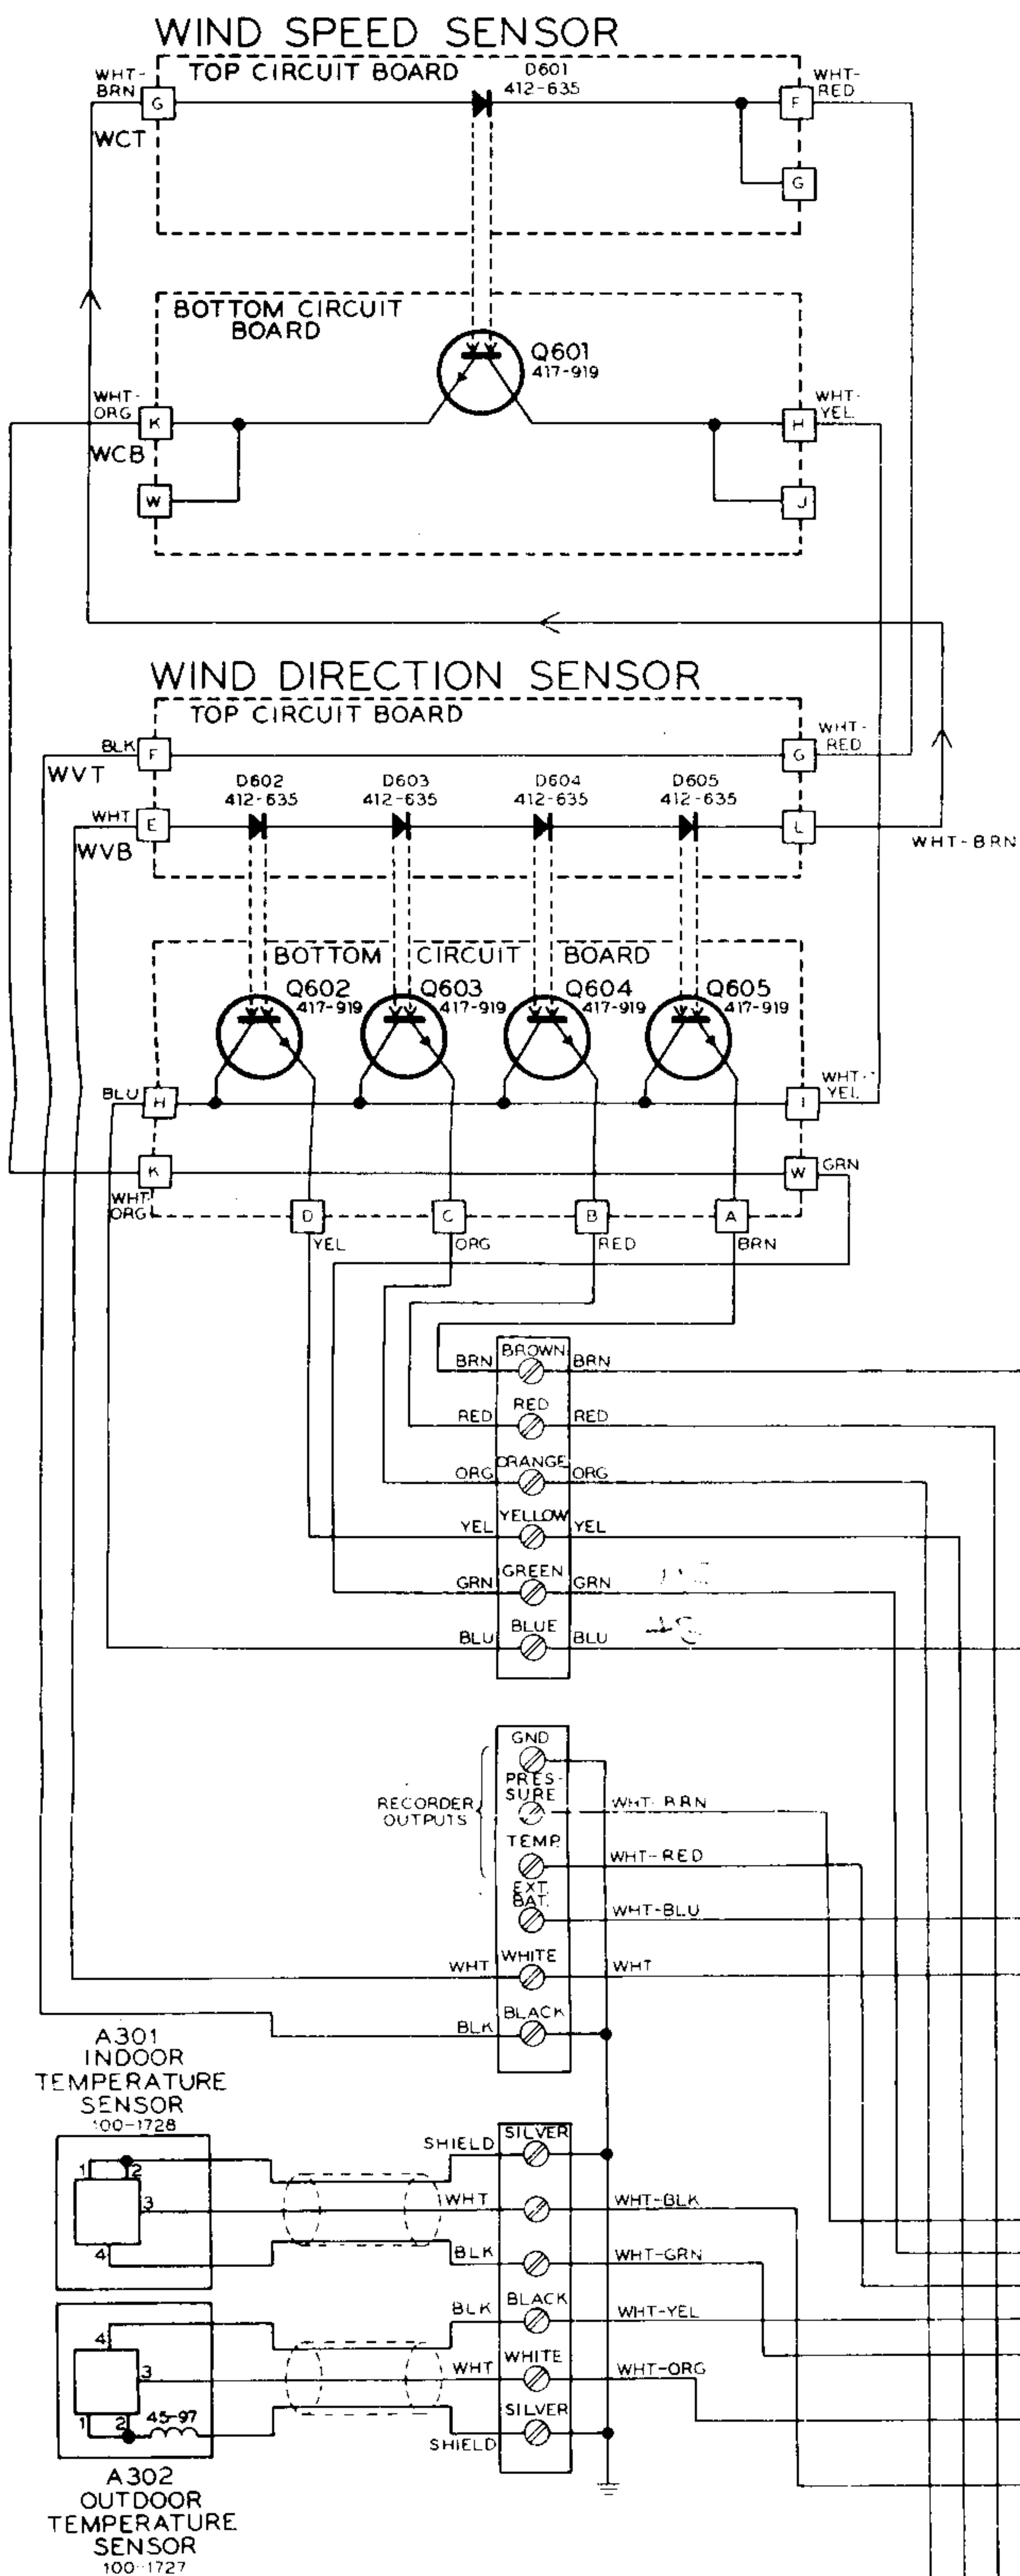 WIND SPEED SENSOR
TOP CIRCUIT BOARD
D601
412-635
WHT-
BRN
G
WCT
WHT-
RED
F
G
BOTTOM CIRCUIT
BOARD
Q601
417-919
WHT-
ORG
K
WCB
W
WHT-
YEL
H
J
WIND DIRECTION SENSOR
TOP CIRCUIT BOARD
BLK
F
WVT
WHT-
RED
G
D602
412-635
D603
412-635
D604
412-635
D605
412-635
WHT
E
WVB
L
WHT-BRN
BOTTOM CIRCUIT BOARD
Q602
417-919
Q603
417-919
Q604
417-919
Q605
417-919
BLU
H
WHT-
YEL
I
K
WHT
ORG
W
GRN
D
C
B
A
YEL
ORG
RED
BRN
BROWN
BRN
BRN
RED
RED
RED
ORANGE
ORG
ORG
YELLOW
YEL
YEL
GREEN
GRN
GRN
BLUE
BLU
BLU
GND
PRES-
SURE
WHT-BRN
RECORDER
OUTPUTS
TEMP.
WHT-RED
EXT.
BAT.
WHT-BLU
WHITE
WHT
WHT
BLACK
BLK
A301
INDOOR
TEMPERATURE
SENSOR
100-1728
SILVER
SHIELD
1
2
3
4
WHT
WHT-BLK
BLK
WHT-GRN
BLACK
BLK
WHT-YEL
4
3
WHITE
WHT
WHT-ORG
1
2
45-97
SILVER
SHIELD
A302
OUTDOOR
TEMPERATURE
SENSOR
100-1727